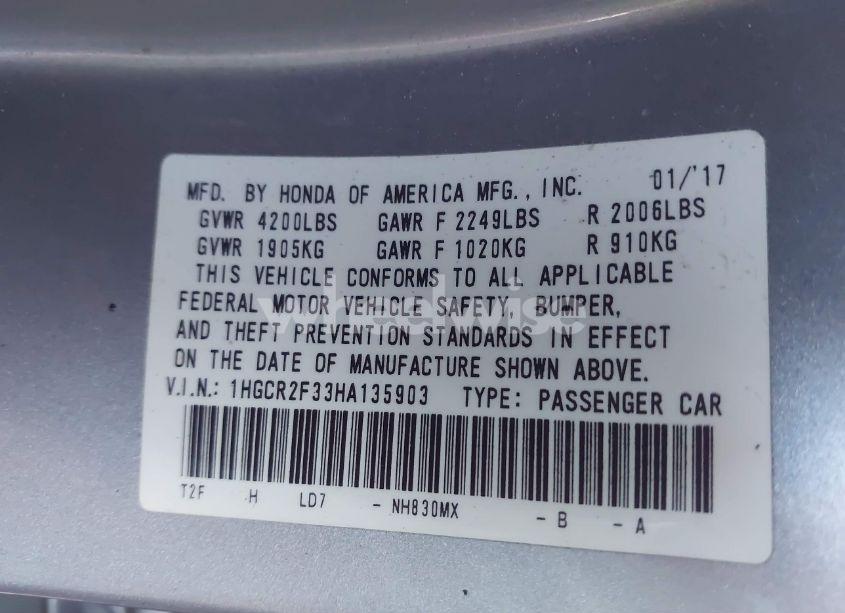 MFD. BY HONDA OF AMERICA MFG., INC. 01/'17
GVWR 4200LBS GAWR F 2249LBS R 2006LBS
GVWR 1905KG GAWR F 1020KG R 910KG
THIS VEHICLE CONFORMS TO ALL APPLICABLE
FEDERAL MOTOR VEHICLE SAFETY, BUMPER,
wheelwise
AND THEFT PREVENTION STANDARDS IN EFFECT
ON THE DATE OF MANUFACTURE SHOWN ABOVE.
V.I.N.: 1HGCR2F33HA135903 TYPE: PASSENGER CAR
T2F H LD7 - NH830MX - B - A